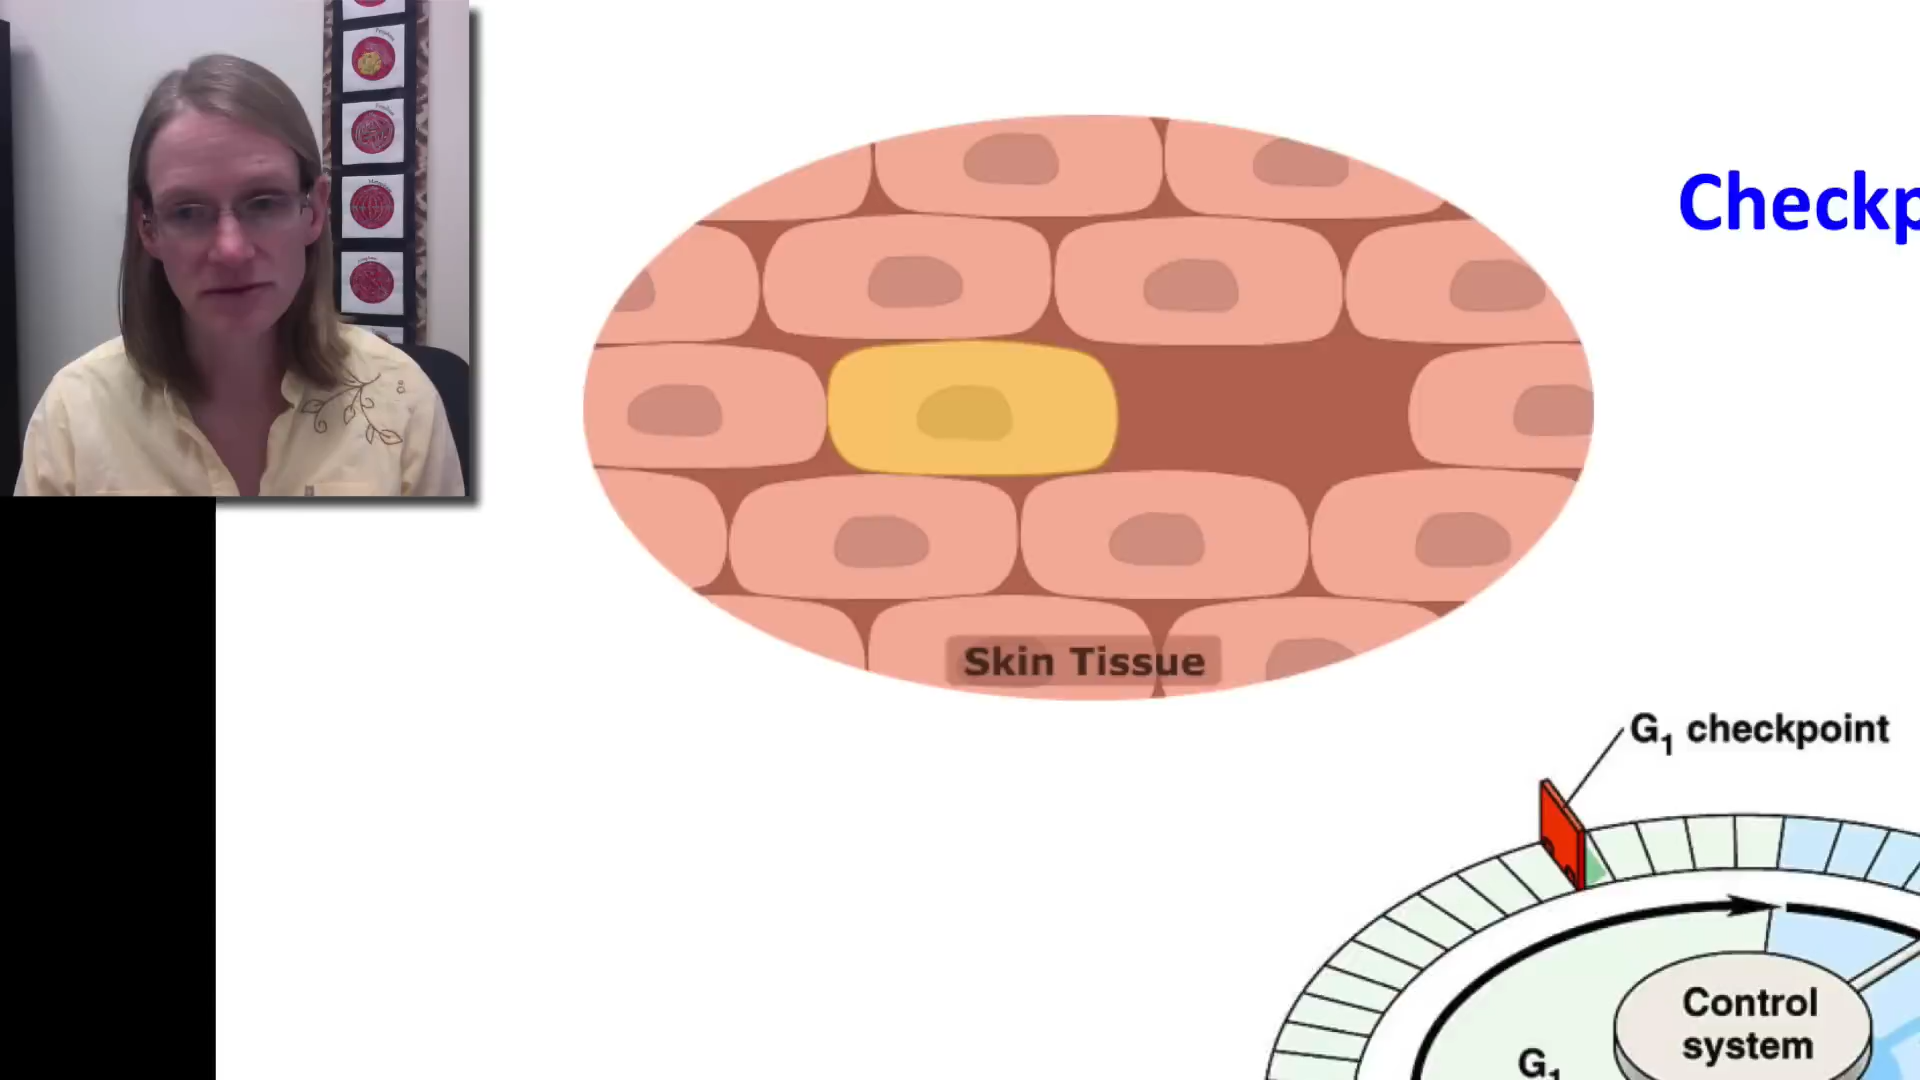 Checkp
Skin Tissue
G₁ checkpoint
Control
system
G₁